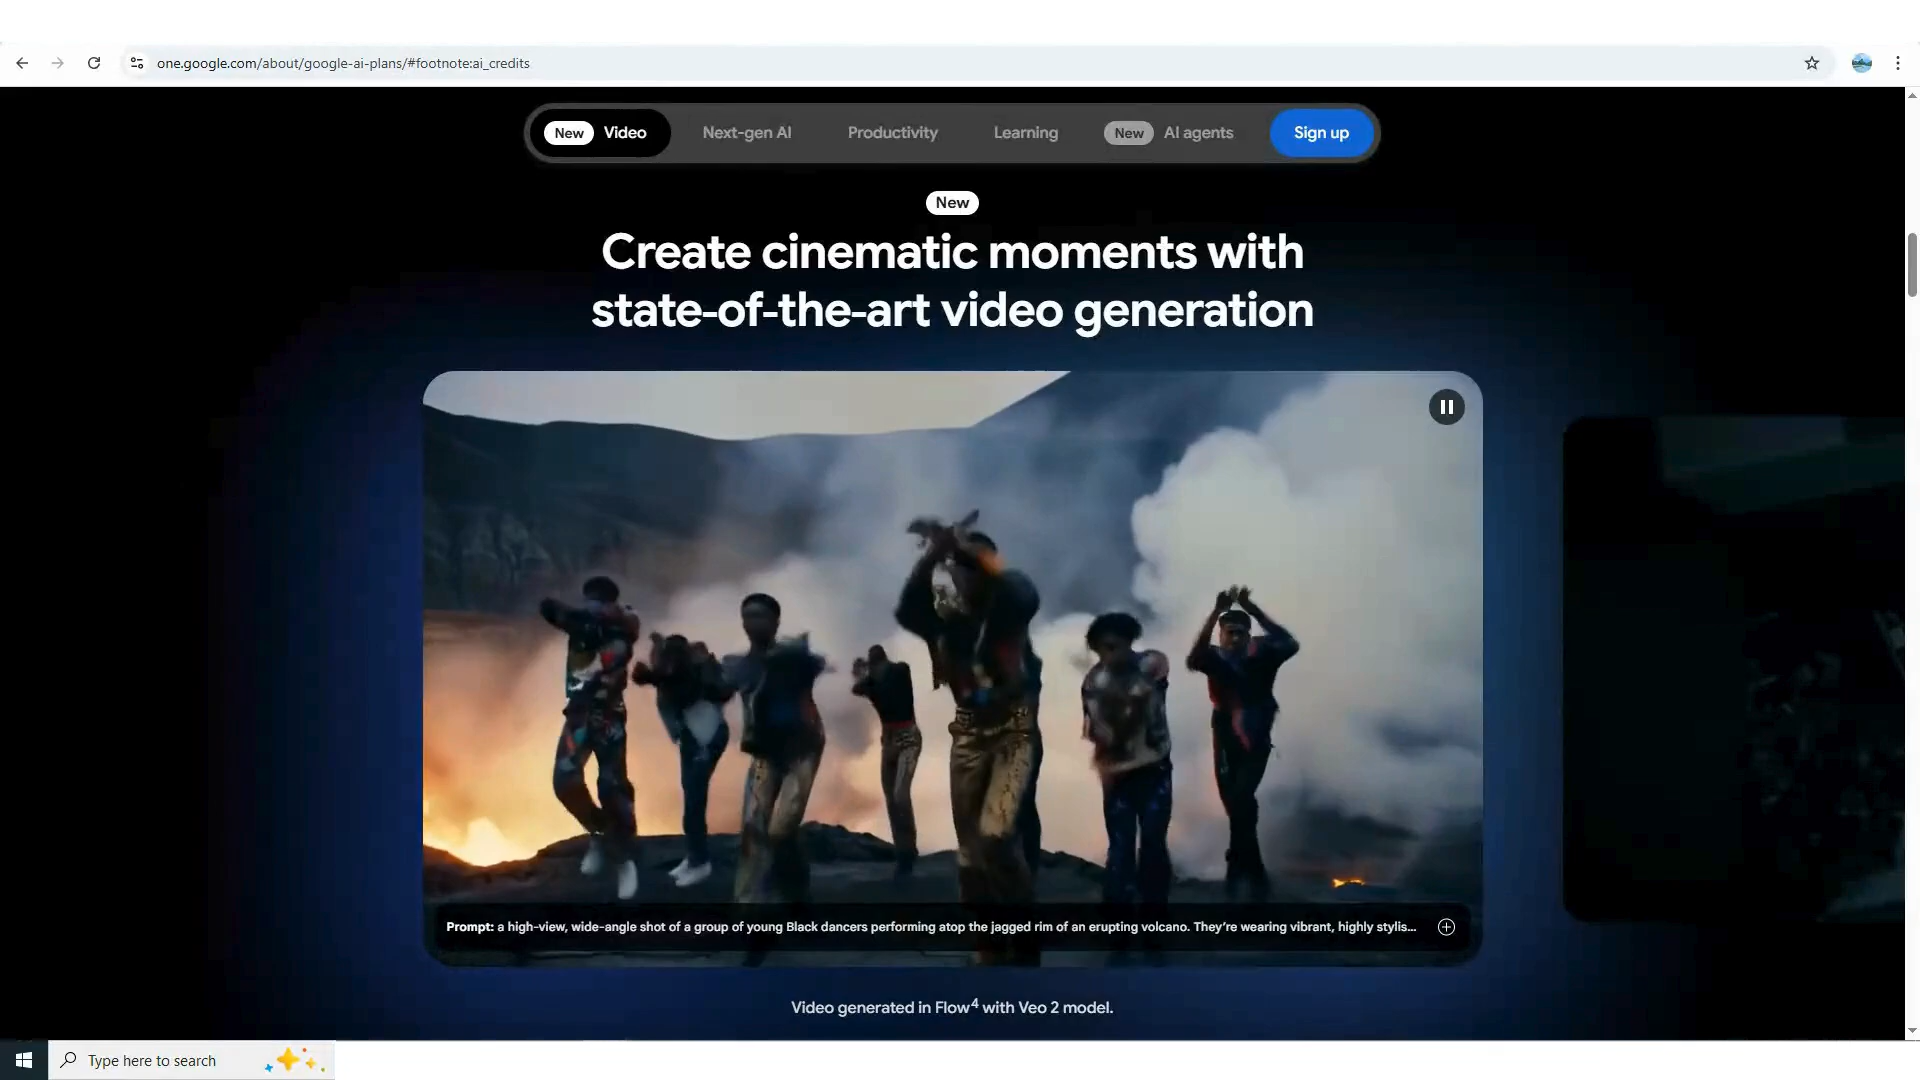 one.google.com/about/google-ai-plans/#footnote:ai_credits
New Video Next-gen AI Productivity Learning New AI agents Sign up
New
Create cinematic moments with
state-of-the-art video generation
Prompt: a high-view, wide-angle shot of a group of young Black dancers performing atop the jagged rim of an erupting volcano. They’re wearing vibrant, highly stylis...
Video generated in Flow4 with Veo 2 model.
Type here to search